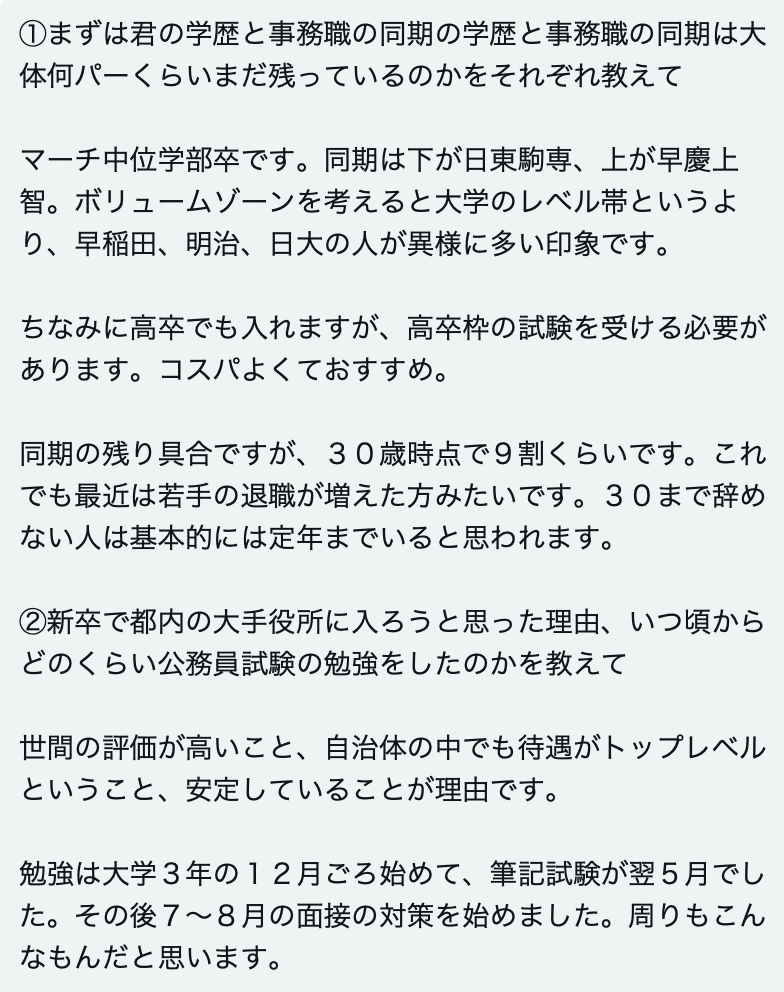 ①まずは君の学歴と事務職の同期の学歴と事務職の同期は大
体何パーくらいまだ残っているのかをそれぞれ教えて
マーチ中位学部卒です。同期は下が日東駒専、上が早慶上
智。ボリュームゾーンを考えると大学のレベル帯というよ
り、早稲田、明治、日大の人が異様に多い印象です。
ちなみに高卒でも入れますが、高卒枠の試験を受ける必要が
あります。コスパよくておすすめ。
同期の残り具合ですが、３０歳時点で９割くらいです。これ
でも最近は若手の退職が増えた方みたいです。３０まで辞め
ない人は基本的には定年までいると思われます。
②新卒で都内の大手役所に入ろうと思った理由、いつ頃から
どのくらい公務員試験の勉強をしたのかを教えて
世間の評価が高いこと、自治体の中でも待遇がトップレベル
ということ、安定していることが理由です。
勉強は大学３年の１２月ごろ始めて、筆記試験が翌５月でし
た。その後７〜８月の面接の対策を始めました。周りもこん
なもんだと思います。